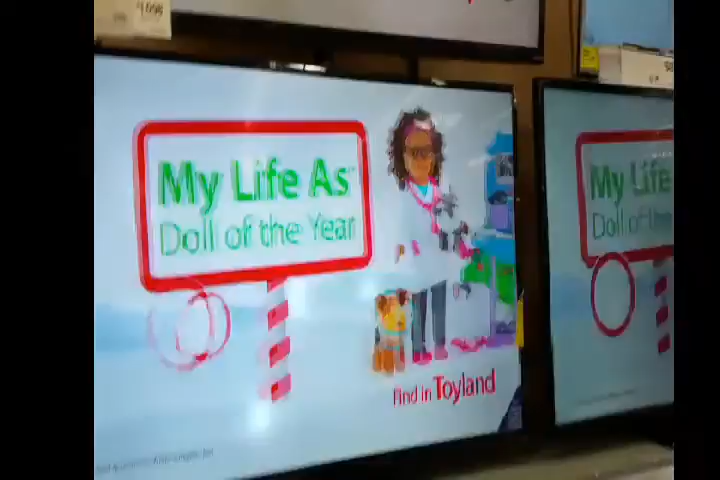 My Life As
Doll of the Year
Find in Toyland
My Life
Doll of the